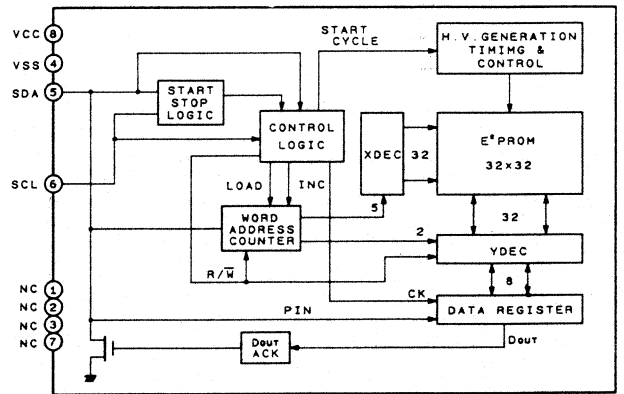 VCC 8
VSS 4
SDA 5
SCL 6
NC 1
NC 2
NC 3
NC 7
START
CYCLE
H.V.GENERATION
TIMIMG &
CONTROL
START
STOP
LOGIC
CONTROL
LOGIC
XDEC
32
E²PROM
32x32
LOAD
INC
WORD
ADDRESS
COUNTER
5
2
32
YDEC
R/W̅
8
CK
PIN
DATA REGISTER
DOUT
DOUT
ACK